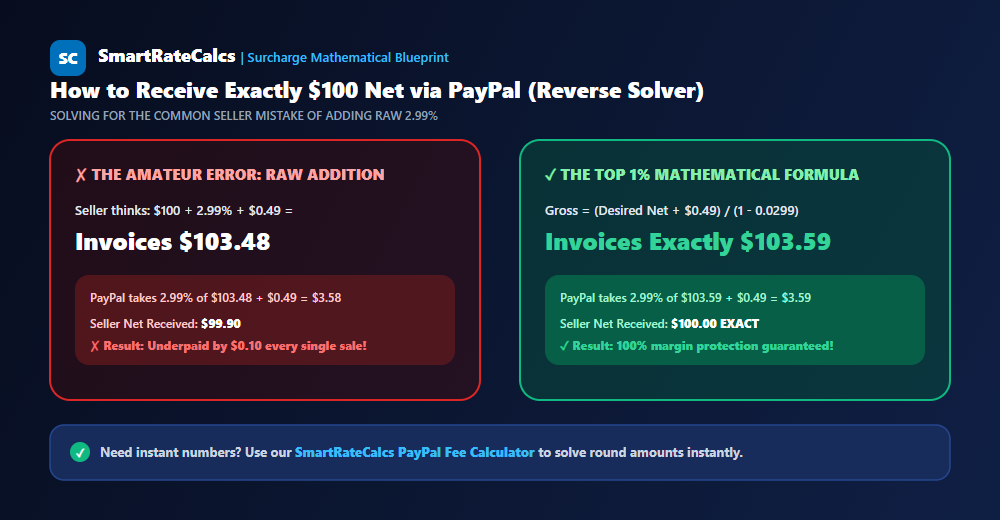 SC
SmartRateCalcs | Surcharge Mathematical Blueprint
How to Receive Exactly $100 Net via PayPal (Reverse Solver)
SOLVING FOR THE COMMON SELLER MISTAKE OF ADDING RAW 2.99%
✗ THE AMATEUR ERROR: RAW ADDITION
Seller thinks: $100 + 2.99% + $0.49 =
Invoices $103.48
PayPal takes 2.99% of $103.48 + $0.49 = $3.58
Seller Net Received: $99.90
✗ Result: Underpaid by $0.10 every single sale!
✓ THE TOP 1% MATHEMATICAL FORMULA
Gross = (Desired Net + $0.49) / (1 - 0.0299)
Invoices Exactly $103.59
PayPal takes 2.99% of $103.59 + $0.49 = $3.59
Seller Net Received: $100.00 EXACT
✓ Result: 100% margin protection guaranteed!
✓ Need instant numbers? Use our SmartRateCalcs PayPal Fee Calculator to solve round amounts instantly.